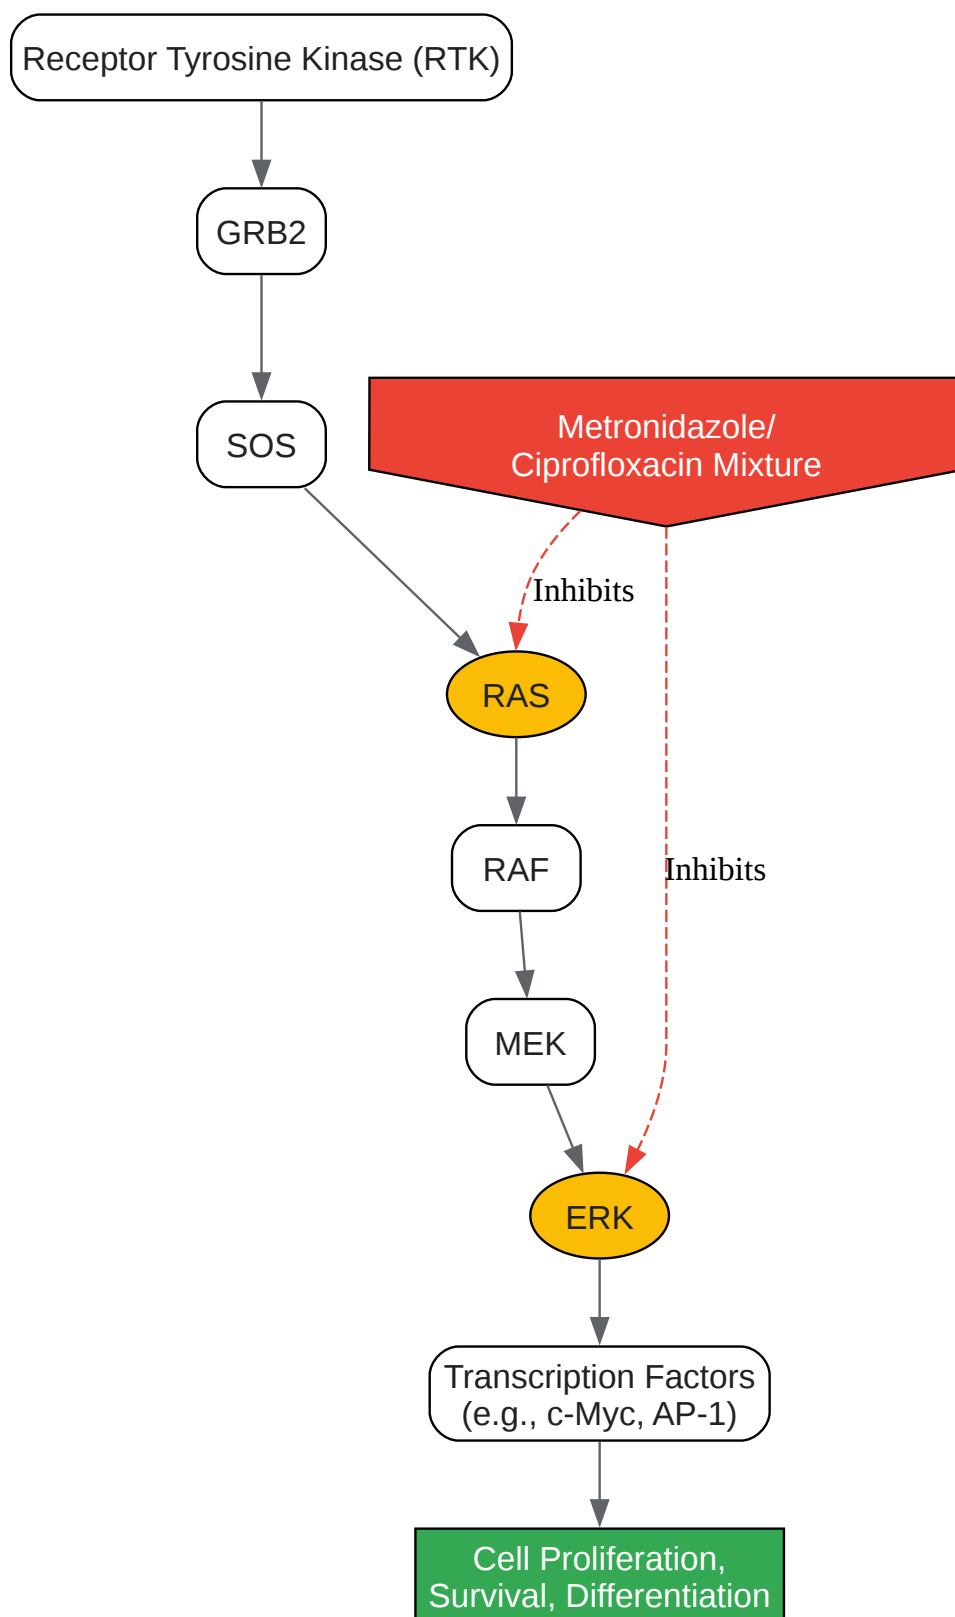 Receptor Tyrosine Kinase (RTK)
GRB2
SOS
Metronidazole/
Ciprofloxacin Mixture
Inhibits
RAS
RAF
Inhibits
MEK
ERK
Transcription Factors
(e.g., c-Myc, AP-1)
Cell Proliferation,
Survival, Differentiation